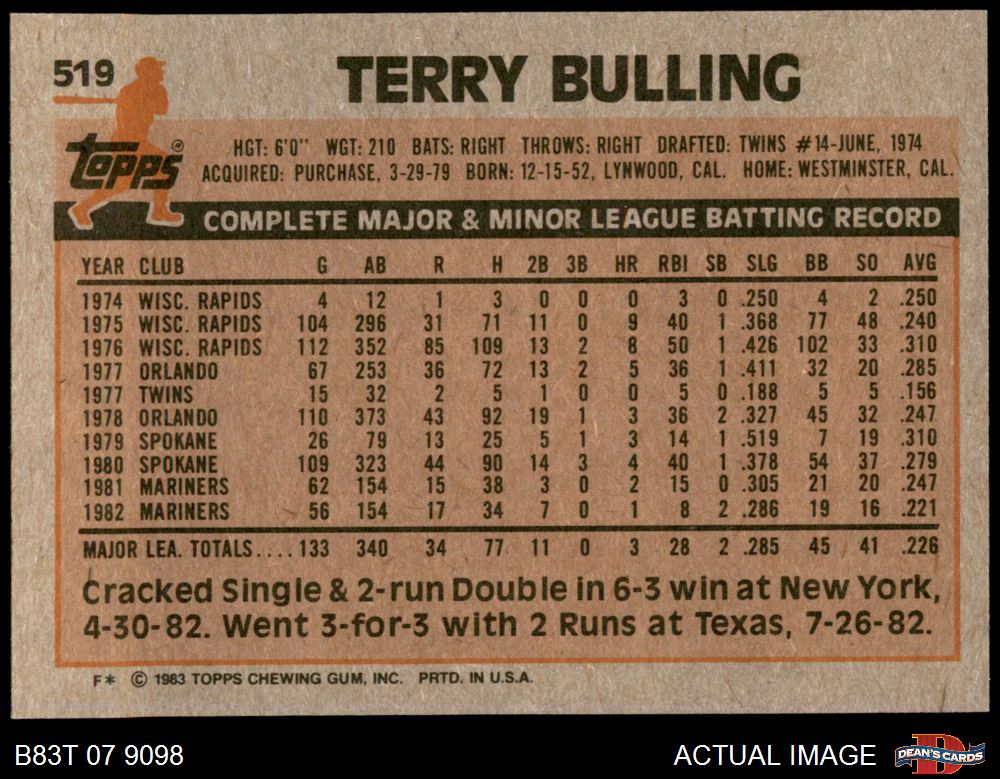 519
TERRY BULLING
topps®
HGT: 6'0" WGT: 210 BATS: RIGHT THROWS: RIGHT DRAFTED: TWINS #14-JUNE, 1974
ACQUIRED: PURCHASE, 3-29-79 BORN: 12-15-52, LYNWOOD, CAL. HOME: WESTMINSTER, CAL.
COMPLETE MAJOR & MINOR LEAGUE BATTING RECORD
YEAR CLUB G AB R H 2B 3B HR RBI SB SLG BB SO AVG
1974 WISC. RAPIDS 4 12 1 3 0 0 0 3 0 .250 4 2 .250
1975 WISC. RAPIDS 104 296 31 71 11 0 9 40 1 .368 77 48 .240
1976 WISC. RAPIDS 112 352 85 109 13 2 8 50 1 .426 102 33 .310
1977 ORLANDO 67 253 36 72 13 2 5 36 1 .411 32 20 .285
1977 TWINS 15 32 2 5 1 0 0 5 0 .188 5 5 .156
1978 ORLANDO 110 373 43 92 19 1 3 36 2 .327 45 32 .247
1979 SPOKANE 26 79 13 25 5 1 3 14 1 .519 7 19 .310
1980 SPOKANE 109 323 44 90 14 3 4 40 1 .378 54 37 .279
1981 MARINERS 62 154 15 38 3 0 2 15 0 .305 21 20 .247
1982 MARINERS 56 154 17 34 7 0 1 8 2 .286 19 16 .221
MAJOR LEA. TOTALS.... 133 340 34 77 11 0 3 28 2 .285 45 41 .226
Cracked Single & 2-run Double in 6-3 win at New York,
4-30-82. Went 3-for-3 with 2 Runs at Texas, 7-26-82.
F* © 1983 TOPPS CHEWING GUM, INC. PRTD. IN U.S.A.
B83T 07 9098
ACTUAL IMAGE
D
DEAN'S CARDS